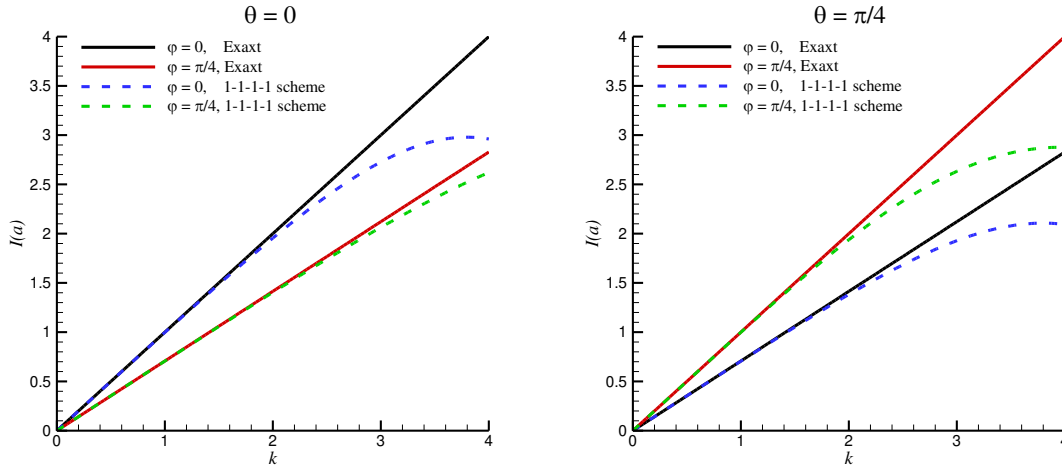 θ = 0
4
3.5
3
2.5
2
1.5
1
0.5
0
I(a)
φ = 0, Exaxt
φ = π/4, Exaxt
φ = 0, 1-1-1-1 scheme
φ = π/4, 1-1-1-1 scheme
0 1 2 3 4
k
θ = π/4
4
3.5
3
2.5
2
1.5
1
0.5
0
I(a)
φ = 0, Exaxt
φ = π/4, Exaxt
φ = 0, 1-1-1-1 scheme
φ = π/4, 1-1-1-1 scheme
0 1 2 3 4
k